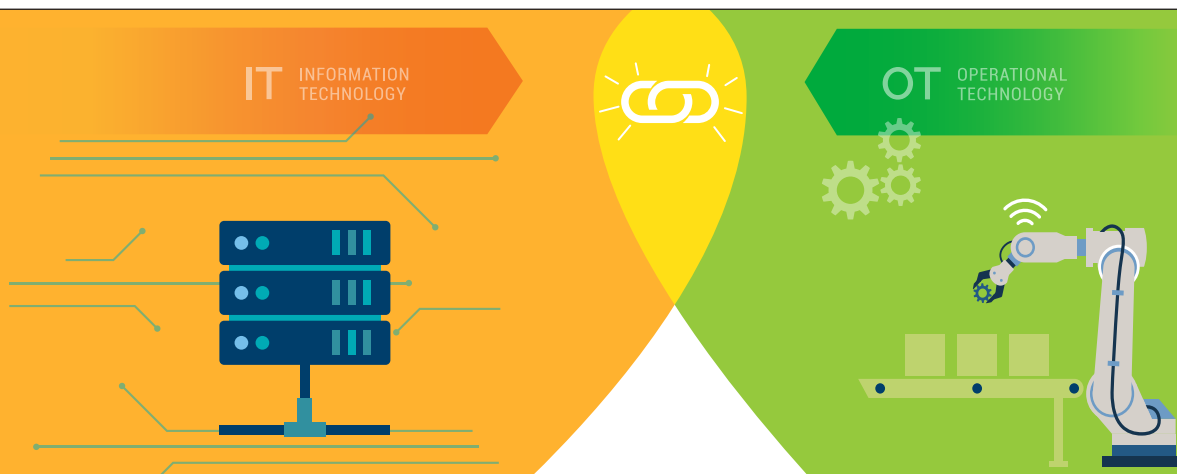 IT
INFORMATION
TECHNOLOGY
OT
OPERATIONAL
TECHNOLOGY